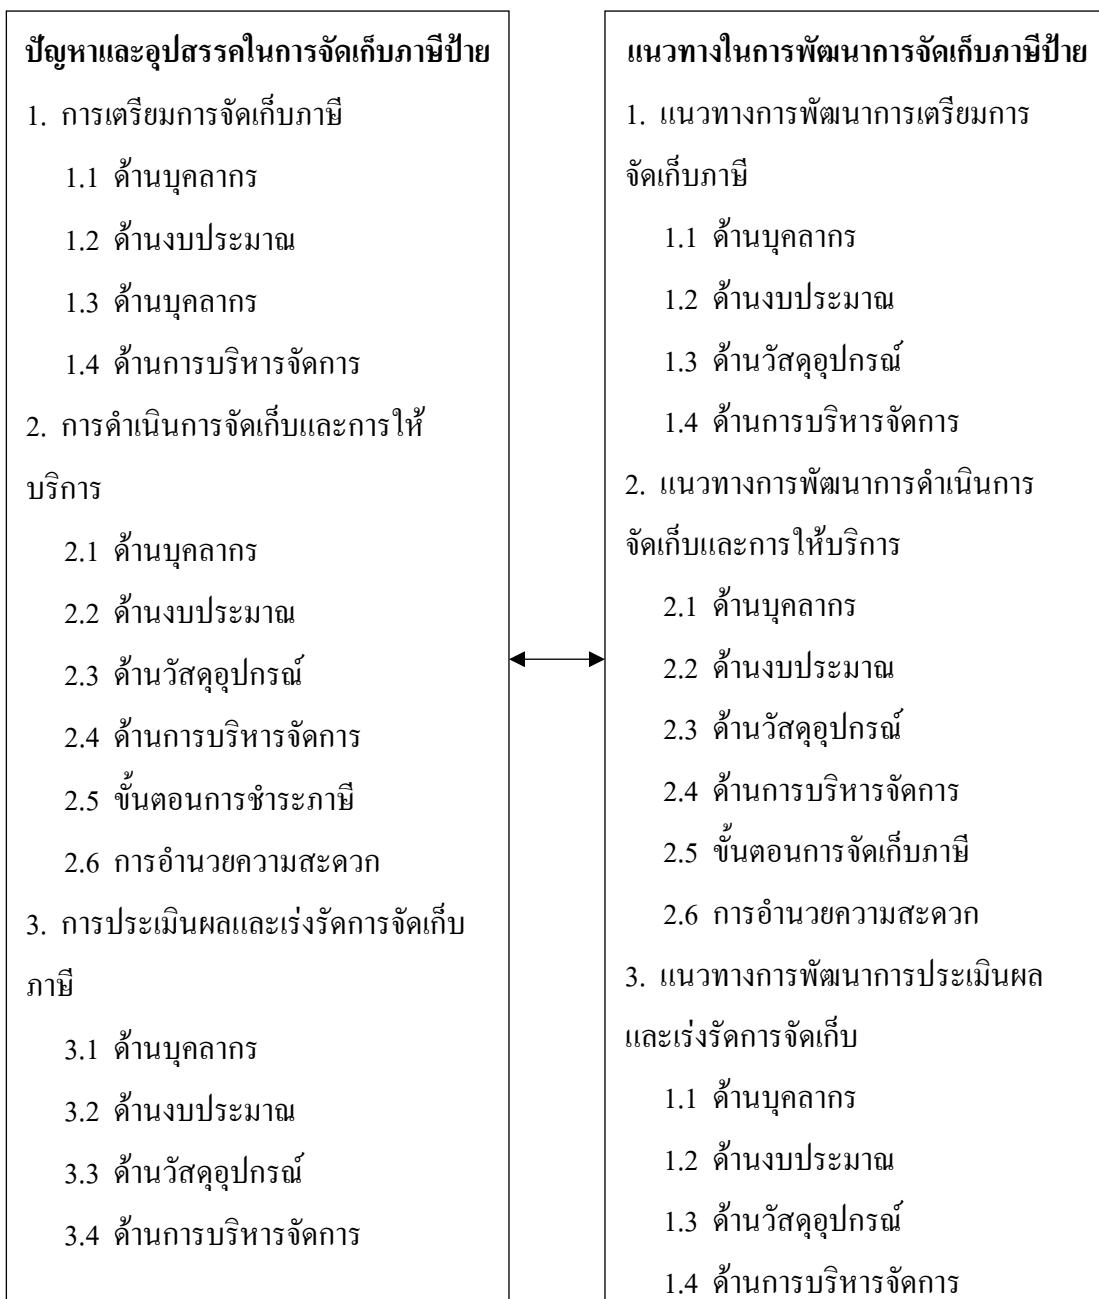 ปัญหาและอุปสรรคในการจัดเก็บภาษีป้าย
1. การเตรียมการจัดเก็บภาษี
1.1 ด้านบุคลากร
1.2 ด้านงบประมาณ
1.3 ด้านบุคลากร
1.4 ด้านการบริหารจัดการ
2. การดำเนินการจัดเก็บและการให้
บริการ
2.1 ด้านบุคลากร
2.2 ด้านงบประมาณ
2.3 ด้านวัสดุอุปกรณ์
2.4 ด้านการบริหารจัดการ
2.5 ขั้นตอนการชำระภาษี
2.6 การอำนวยความสะดวก
3. การประเมินผลและเร่งรัดการจัดเก็บ
ภาษี
3.1 ด้านบุคลากร
3.2 ด้านงบประมาณ
3.3 ด้านวัสดุอุปกรณ์
3.4 ด้านการบริหารจัดการ
แนวทางในการพัฒนาการจัดเก็บภาษีป้าย
1. แนวทางการพัฒนาการเตรียมการ
จัดเก็บภาษี
1.1 ด้านบุคลากร
1.2 ด้านงบประมาณ
1.3 ด้านวัสดุอุปกรณ์
1.4 ด้านการบริหารจัดการ
2. แนวทางการพัฒนาการดำเนินการ
จัดเก็บและการให้บริการ
2.1 ด้านบุคลากร
2.2 ด้านงบประมาณ
2.3 ด้านวัสดุอุปกรณ์
2.4 ด้านการบริหารจัดการ
2.5 ขั้นตอนการจัดเก็บภาษี
2.6 การอำนวยความสะดวก
3. แนวทางการพัฒนาการประเมินผล
และเร่งรัดการจัดเก็บ
1.1 ด้านบุคลากร
1.2 ด้านงบประมาณ
1.3 ด้านวัสดุอุปกรณ์
1.4 ด้านการบริหารจัดการ